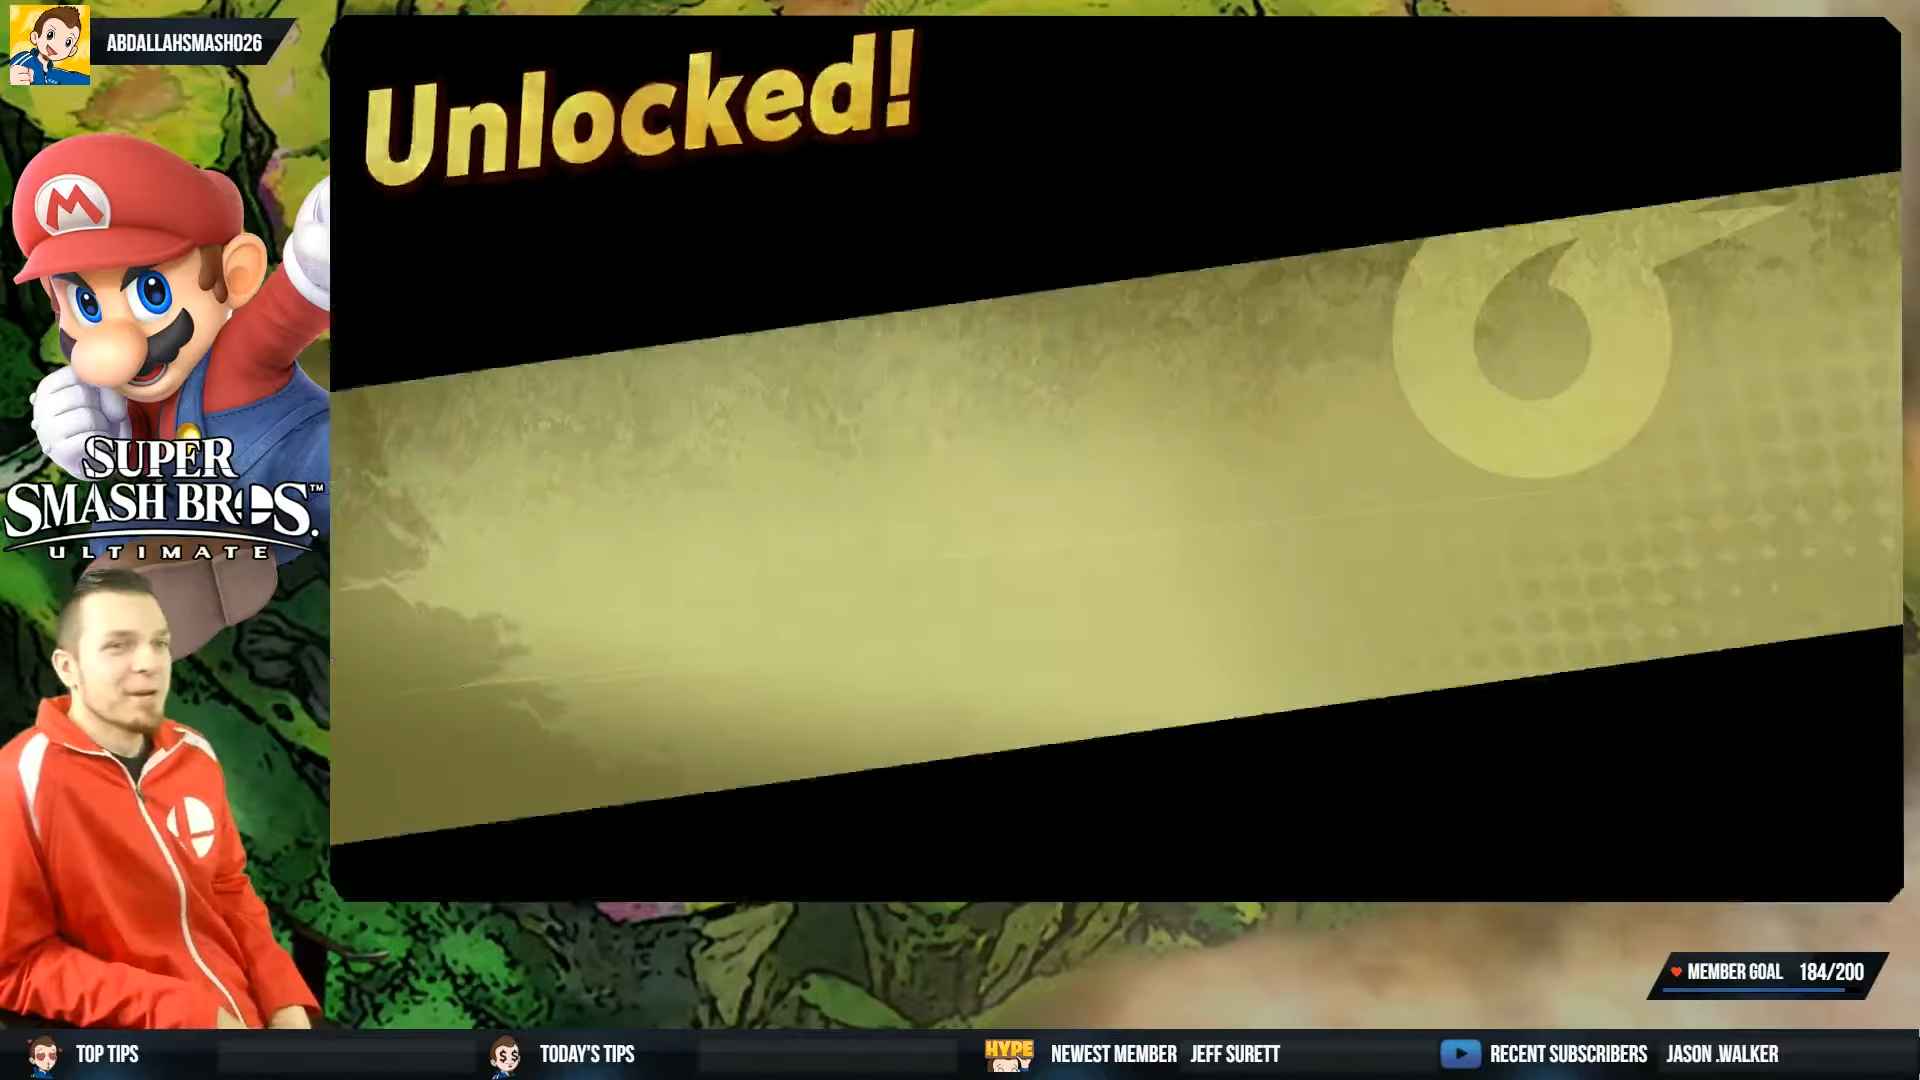 ABDALLAHSMASH026
Unlocked!
M
SUPER
SMASH BROS.™
ULTIMATE
MEMBER GOAL 184/200
TOP TIPS
TODAY'S TIPS
HYPE
NEWEST MEMBER JEFF SURETT
RECENT SUBSCRIBERS JASON .WALKER